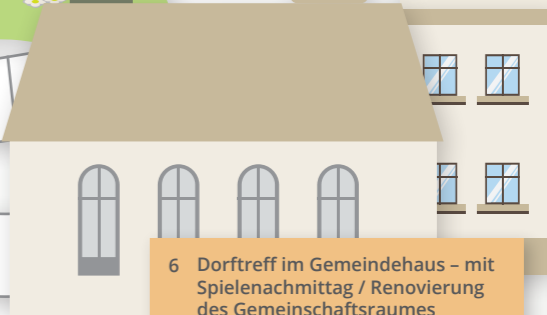 6 Dorftreff im Gemeindehaus – mit
Spielenachmittag / Renovierung
des Gemeinschaftsraumes